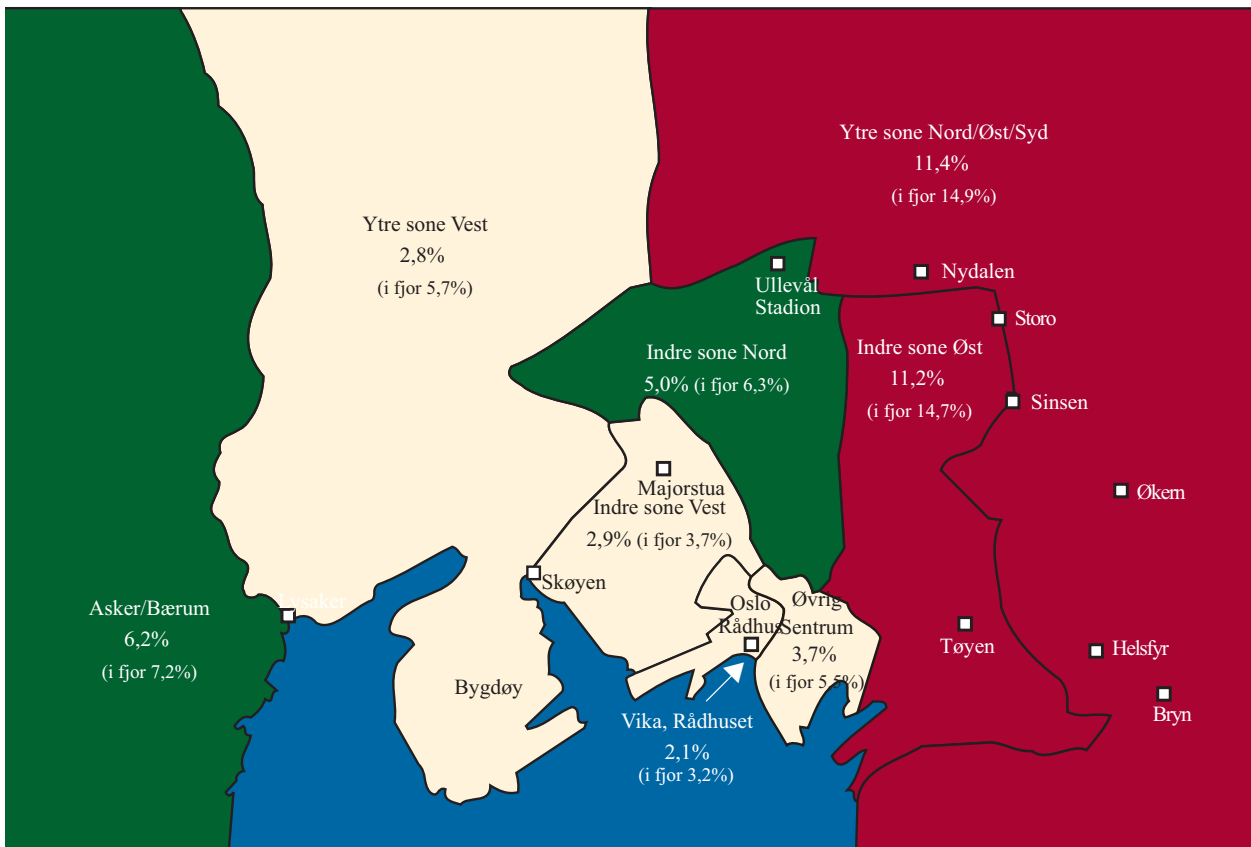 Ytre sone Nord/Øst/Syd
11,4%
(i fjor 14,9%)
Ytre sone Vest
2,8%
(i fjor 5,7%)
Ullevål
Stadion
Nydalen
Storo
Indre sone Nord
5,0% (i fjor 6,3%)
Indre sone Øst
11,2%
(i fjor 14,7%)
Sinsen
Majorstua
Indre sone Vest
2,9% (i fjor 3,7%)
Økern
Skøyen
Lysaker
Asker/Bærum
6,2%
(i fjor 7,2%)
Oslo
Rådhus
Øvrig
Sentrum
3,7%
(i fjor 5,5%)
Tøyen
Helsfyr
Bryn
Bygdøy
Vika, Rådhuset
2,1%
(i fjor 3,2%)